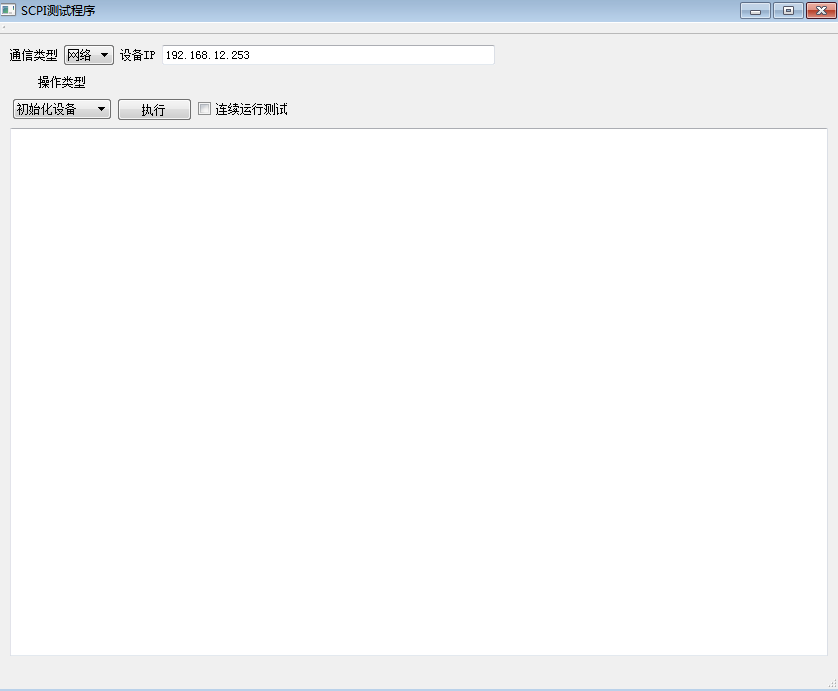 SCPI测试程序
通信类型 网络 设备IP 192.168.12.253
操作类型
初始化设备 执行 连续运行测试